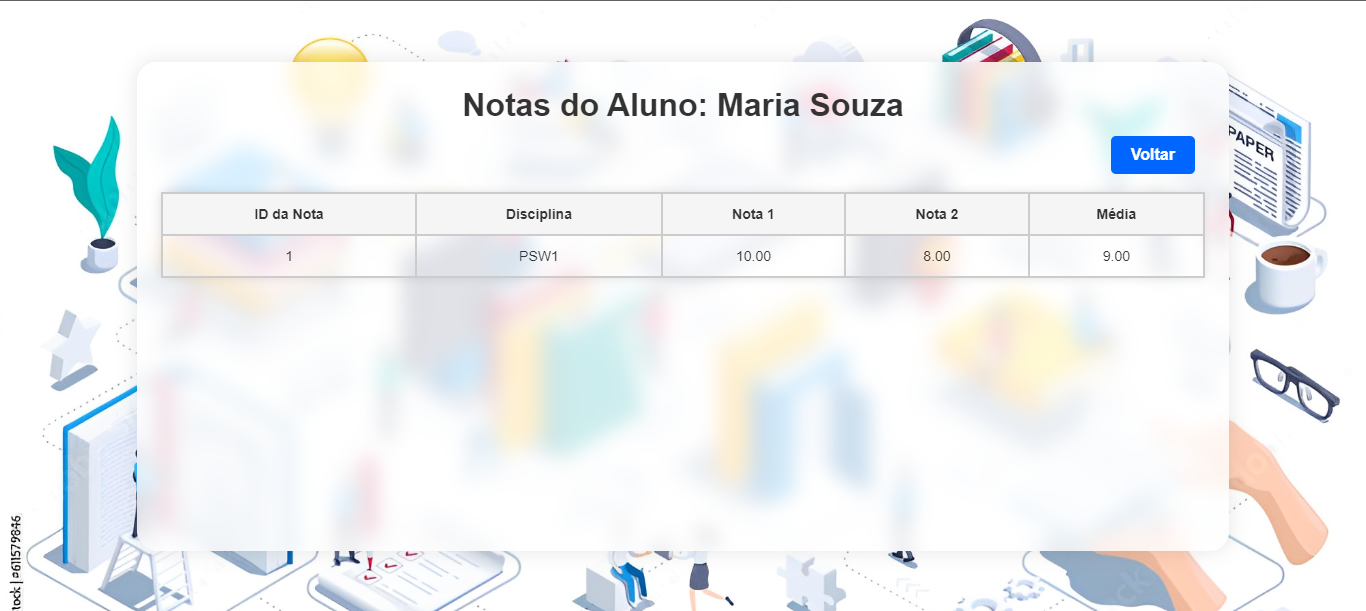 Notas do Aluno: Maria Souza
PAPER
Voltar
ID da Nota Disciplina Nota 1 Nota 2 Média
1 PSW1 10.00 8.00 9.00
tock | #611579846